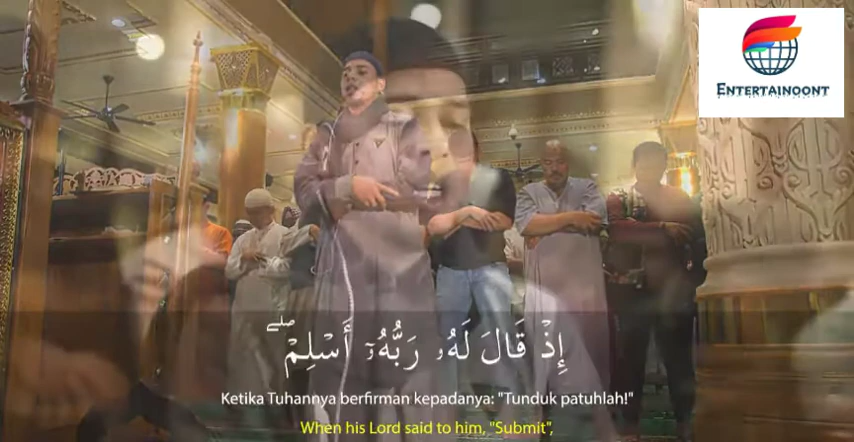 ENTERTAINOONT
إِذْ قَالَ لَهُۥ رَبُّهُۥٓ أَسْلِمْ ۖ
Ketika Tuhannya berfirman kepadanya: "Tunduk patuhlah!"
When his Lord said to him, "Submit",